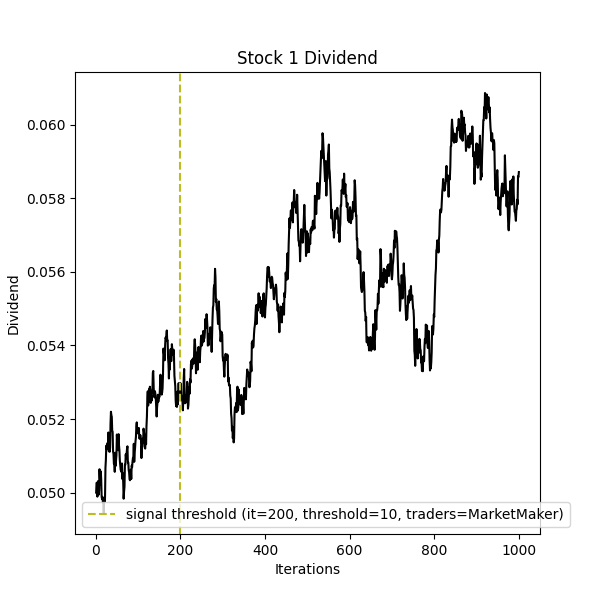 Stock 1 Dividend
Dividend
0.060
0.058
0.056
0.054
0.052
0.050
signal threshold (it=200, threshold=10, traders=MarketMaker)
0 200 400 600 800 1000
Iterations